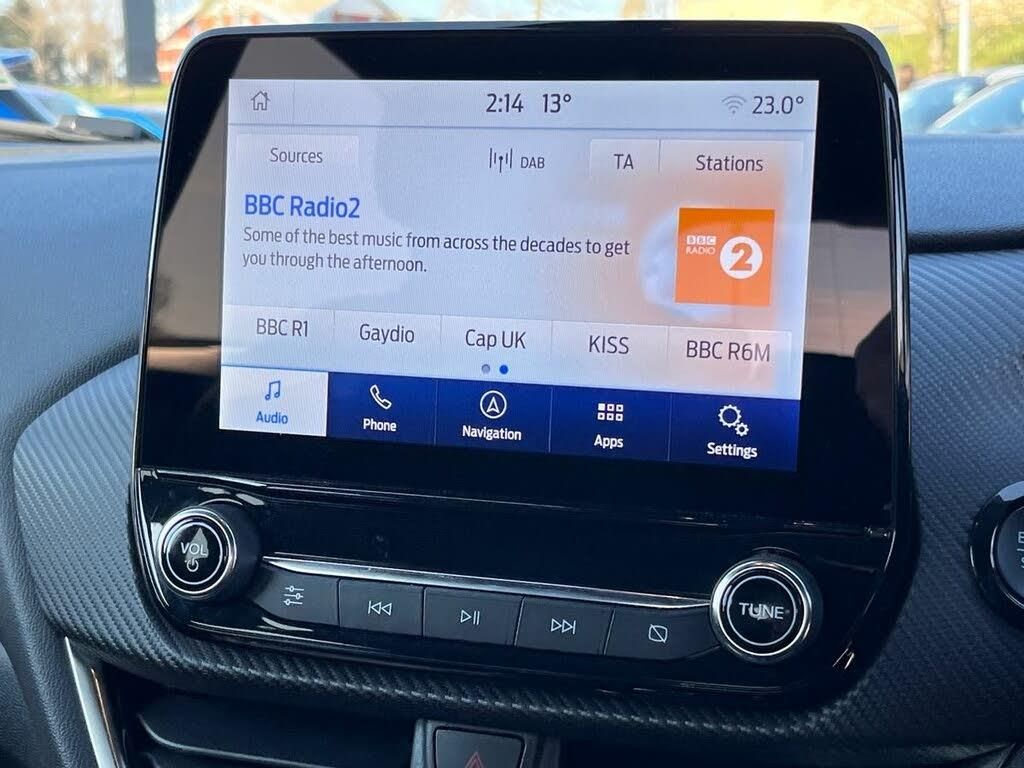 2:14 13° 23.0°
Sources DAB TA Stations
BBC Radio2
Some of the best music from across the decades to get
you through the afternoon.
BBC
RADIO 2
BBC R1 Gaydio Cap UK KISS BBC R6M
Audio Phone Navigation Apps Settings
VOL
TUNE